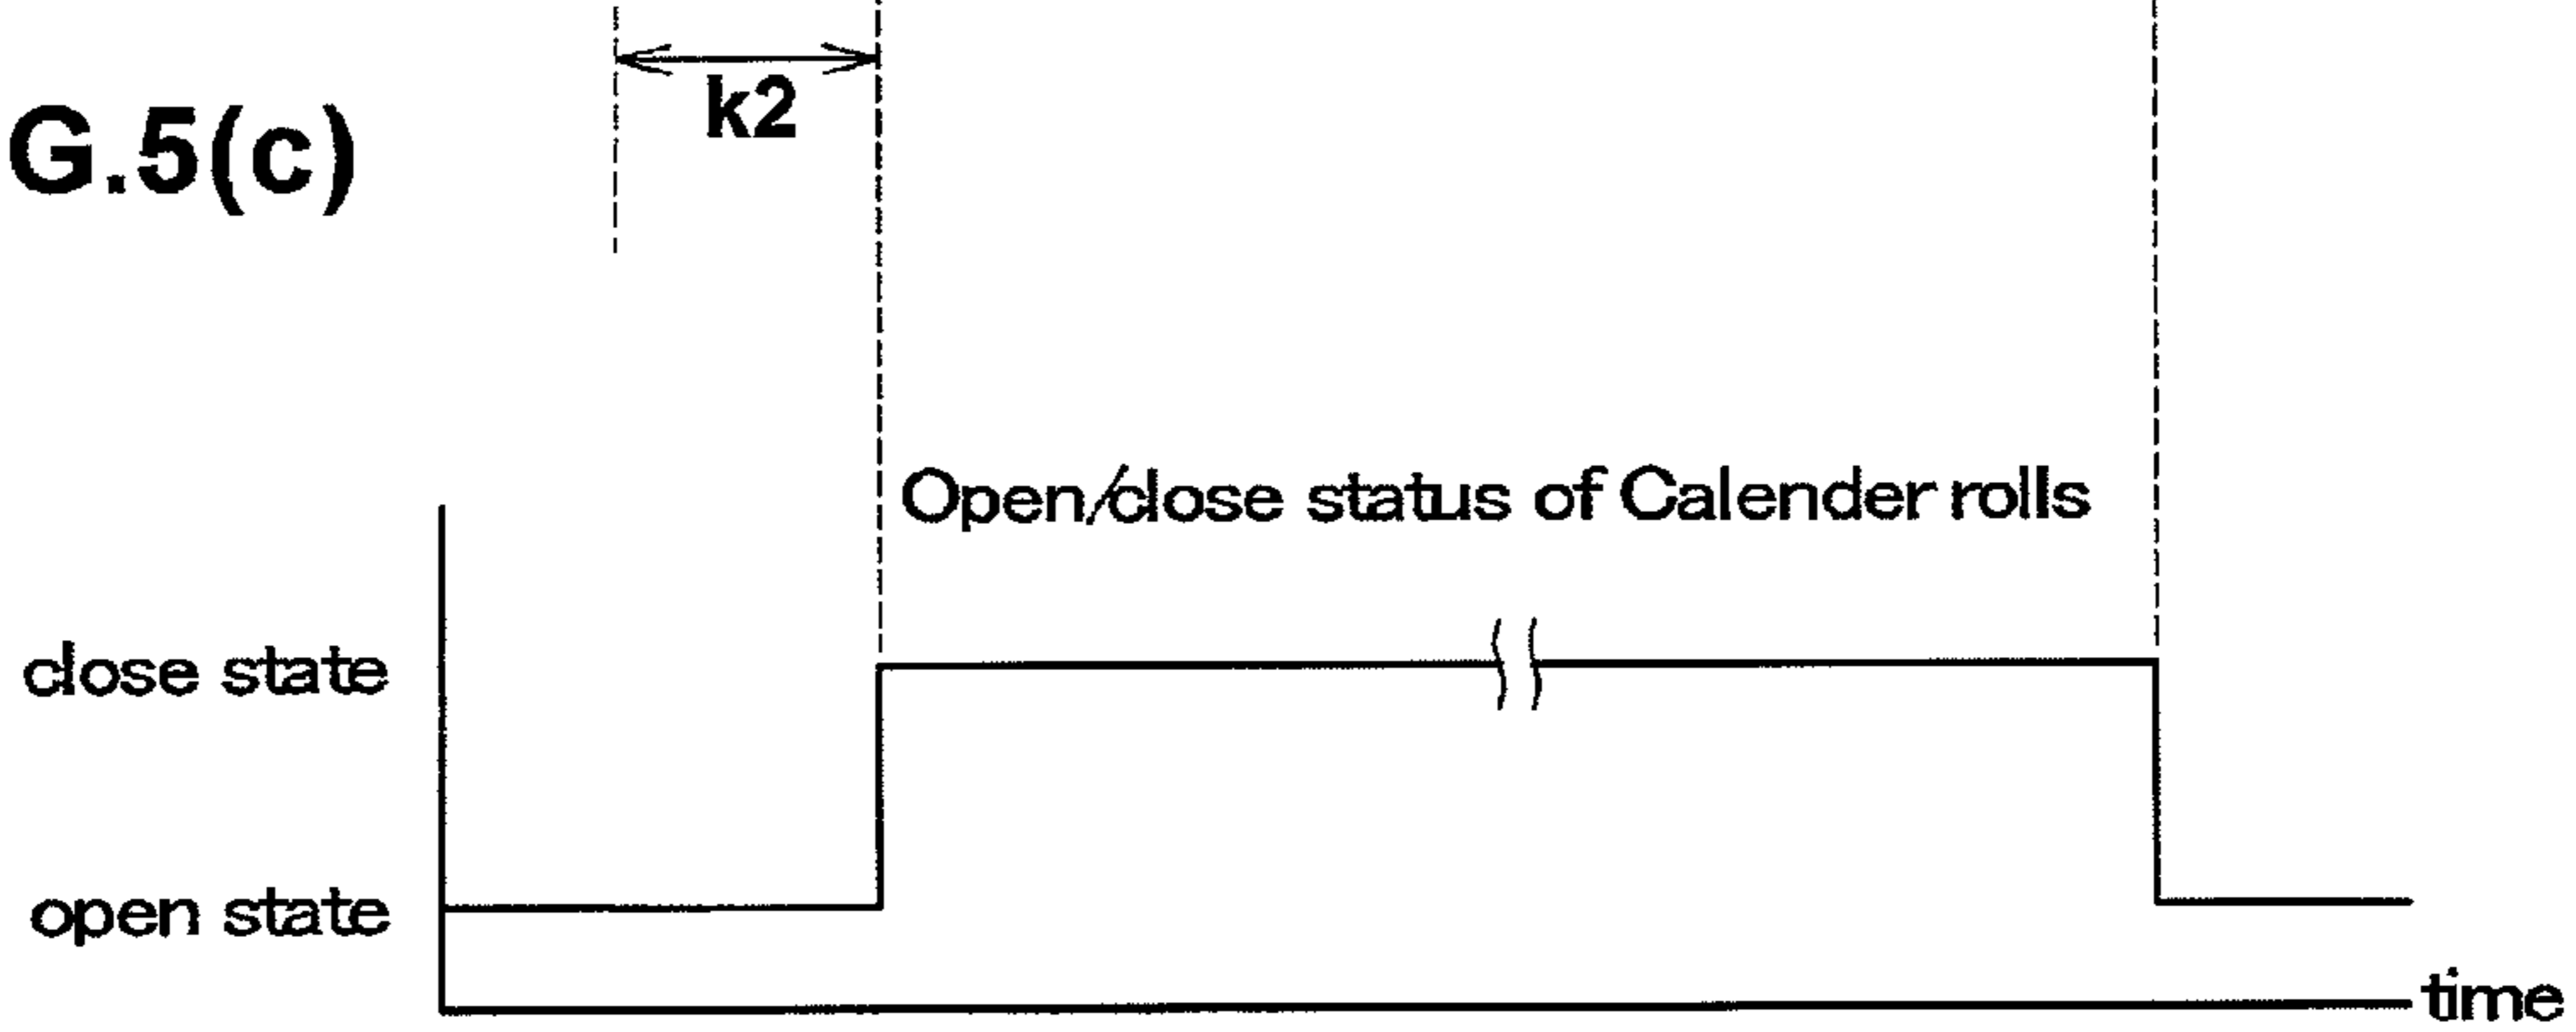 k2
G.5(c)
Open/close status of Calender rolls
close state
open state
time